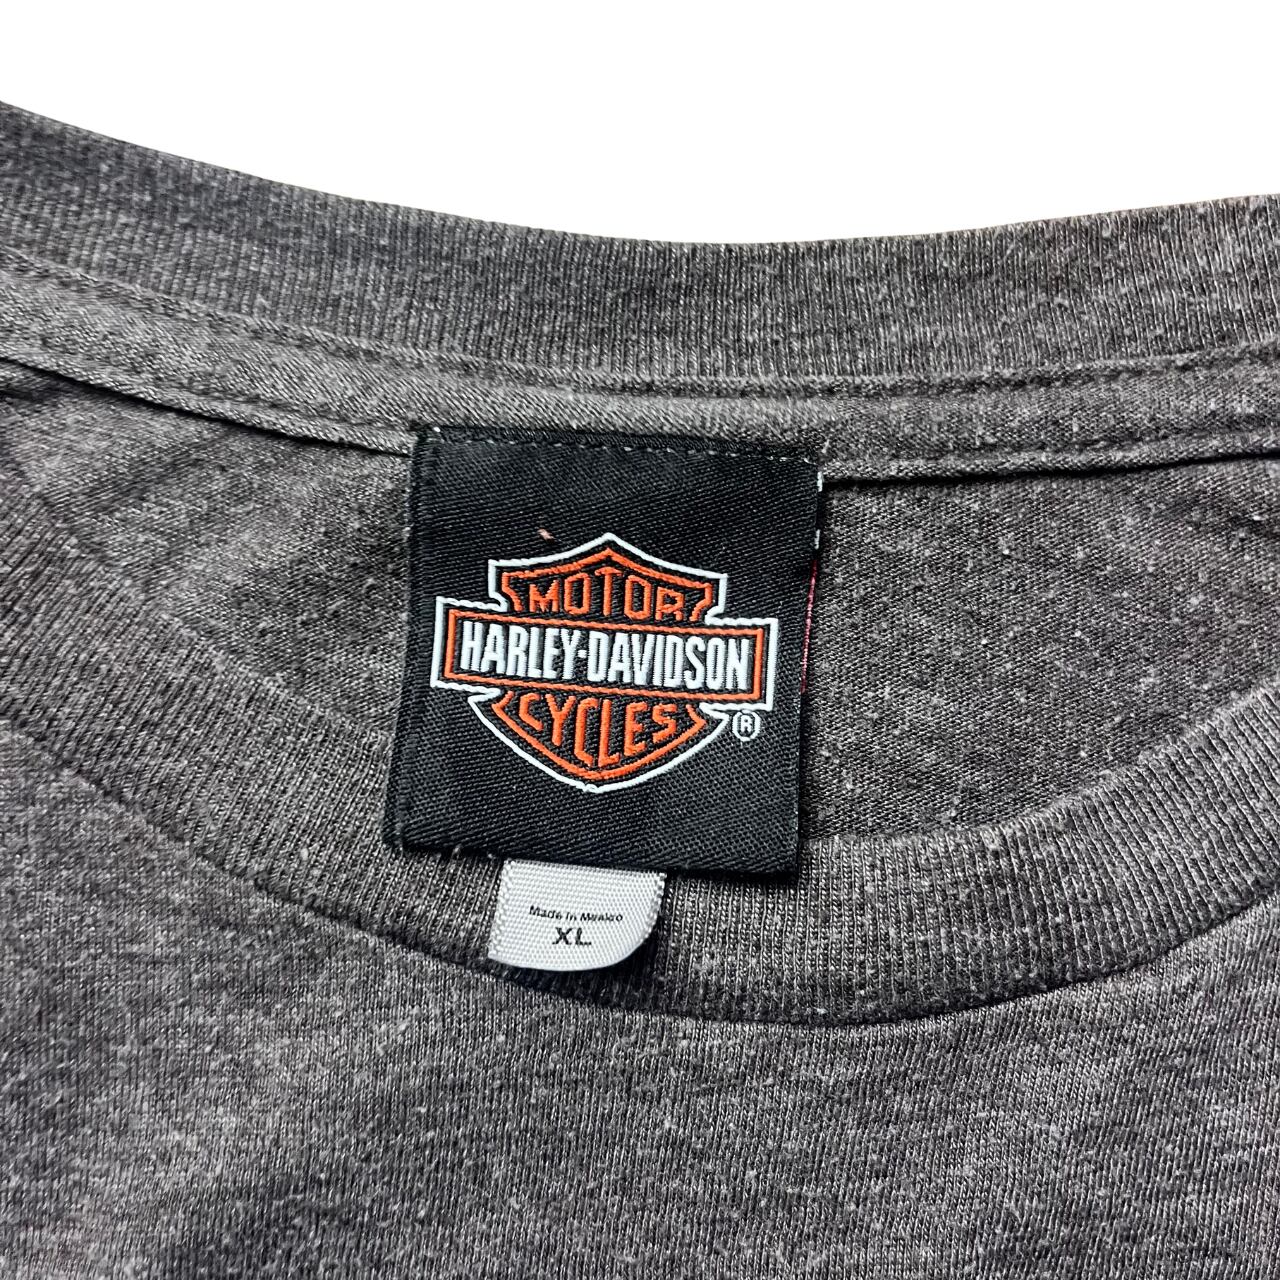 MOTOR
HARLEY-DAVIDSON
CYCLES
®
Made in Mexico
XL